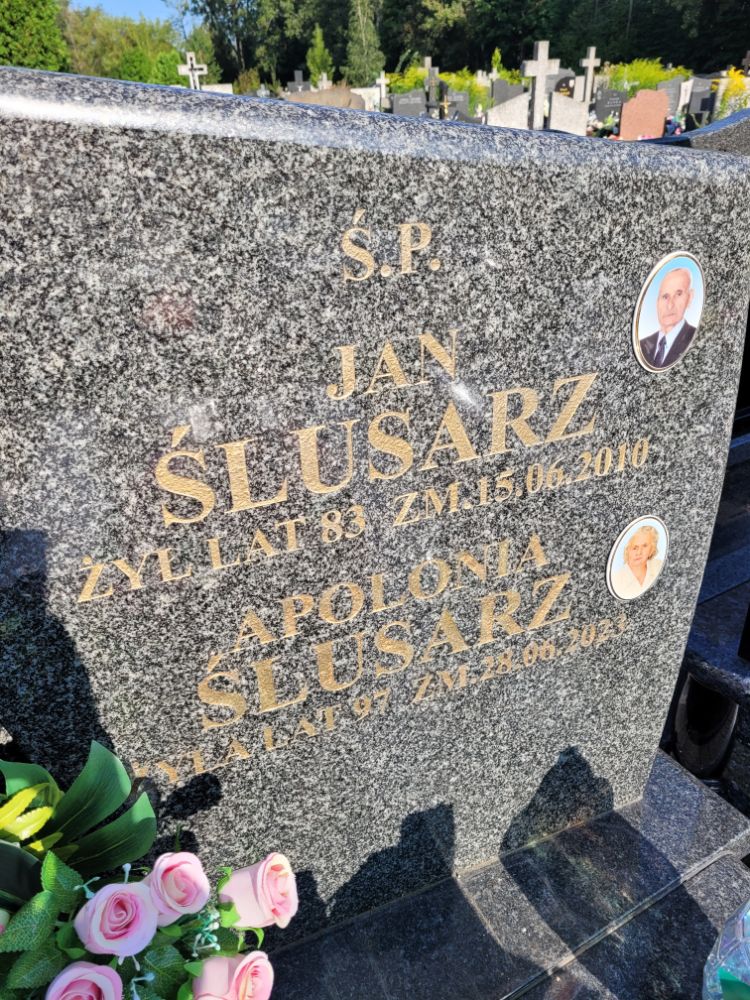 Ś.P.
JAN
ŚLUSARZ
ŻYŁ LAT 83 ZM.15.06.2010
APOLONIA
ŚLUSARZ
ŻYŁA LAT 97 ZM.28.06.2023